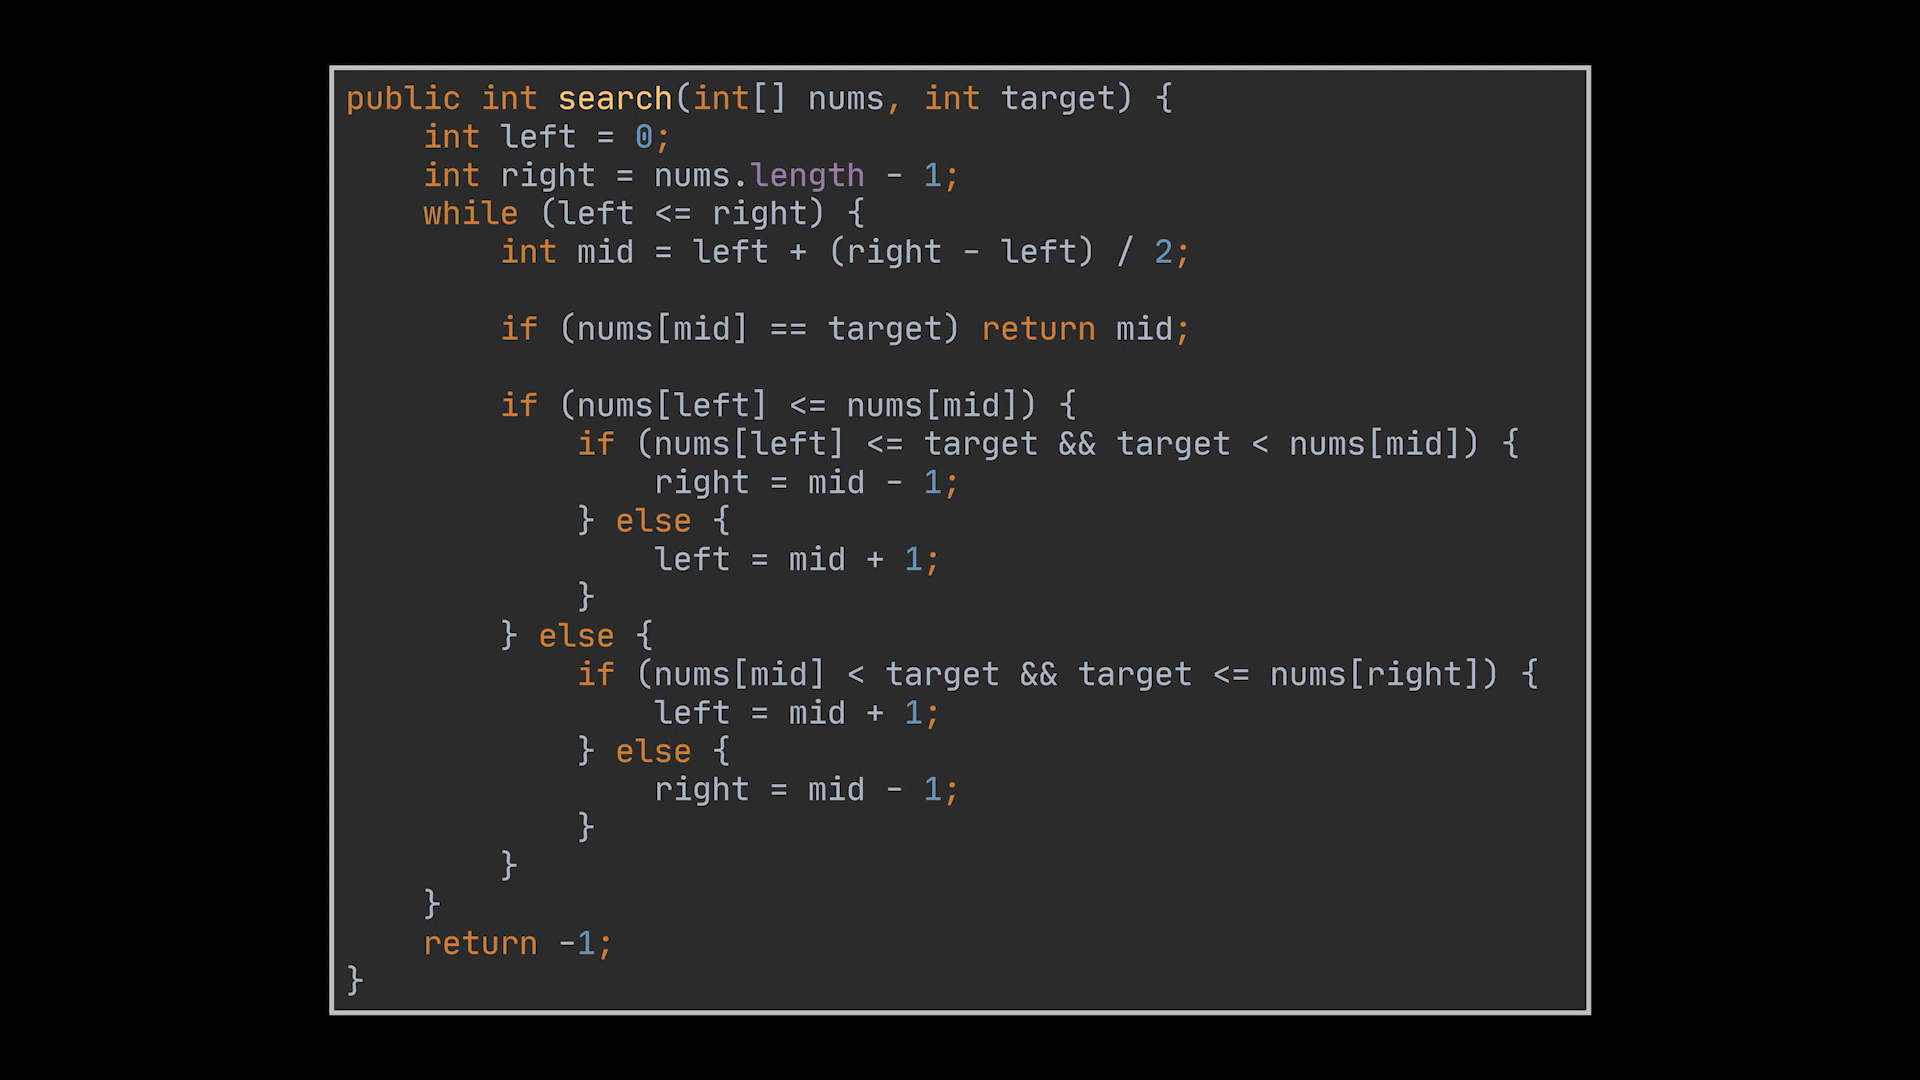 public int search(int[] nums, int target) {
int left = 0;
int right = nums.length - 1;
while (left <= right) {
int mid = left + (right - left) / 2;
if (nums[mid] == target) return mid;
if (nums[left] <= nums[mid]) {
if (nums[left] <= target && target < nums[mid]) {
right = mid - 1;
} else {
left = mid + 1;
}
} else {
if (nums[mid] < target && target <= nums[right]) {
left = mid + 1;
} else {
right = mid - 1;
}
}
}
return -1;
}